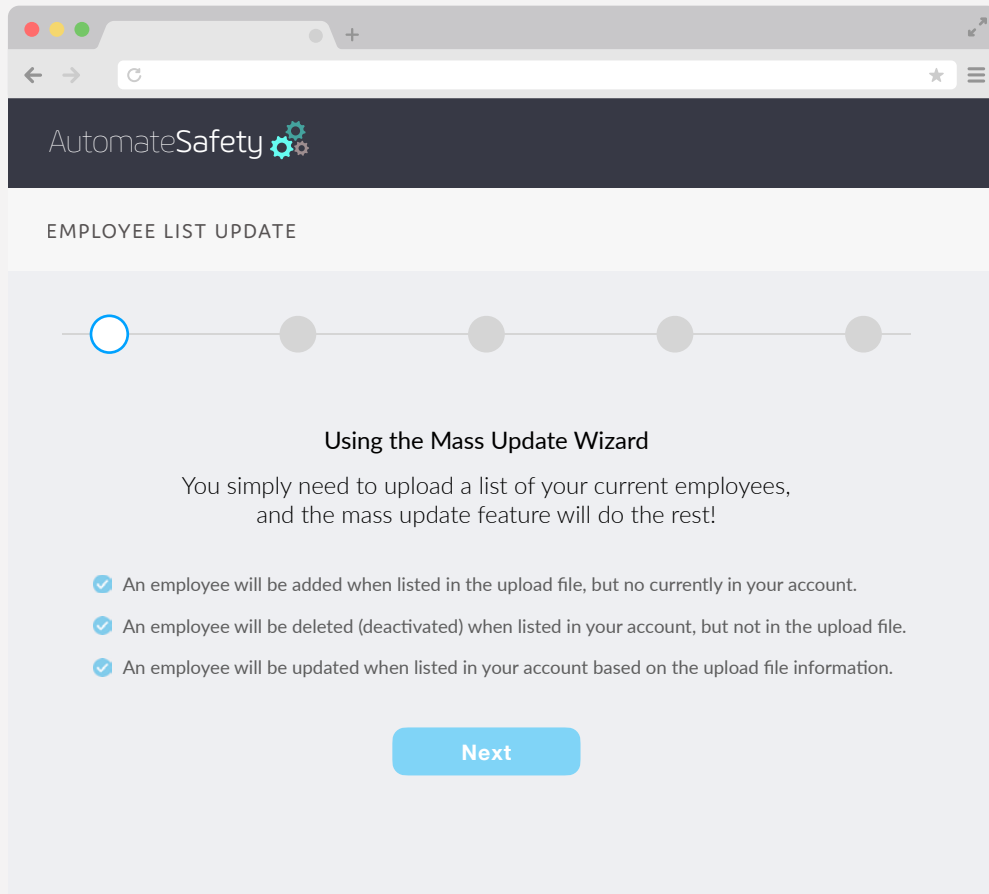 AutomateSafety
EMPLOYEE LIST UPDATE
Using the Mass Update Wizard
You simply need to upload a list of your current employees,
and the mass update feature will do the rest!
An employee will be added when listed in the upload file, but no currently in your account.
An employee will be deleted (deactivated) when listed in your account, but not in the upload file.
An employee will be updated when listed in your account based on the upload file information.
Next